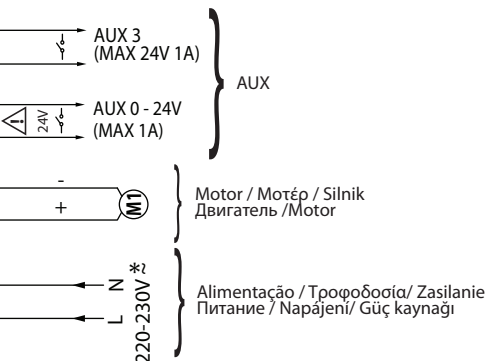 AUX 3
(MAX 24V 1A)
AUX
24V
AUX 0 - 24V
(MAX 1A)
-
+
M1
Motor / Μοτέρ / Silnik
Двигатель /Motor
N
L
220-230V ~*
Alimentação / Τροφοδοσία/ Zasilanie
Питание / Napájení/ Güç kaynağı